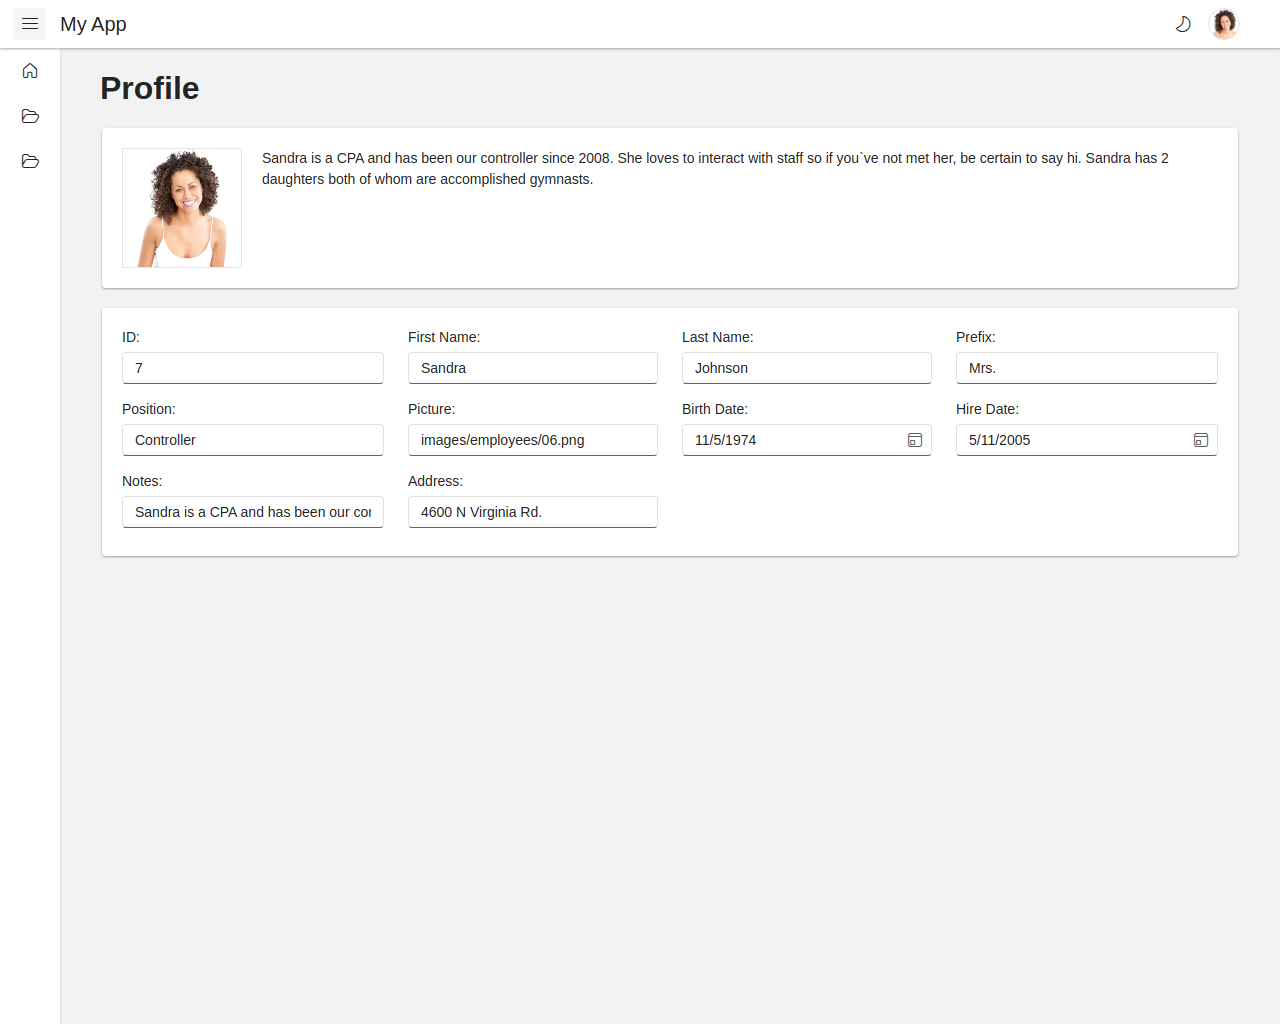 My App
Profile
Sandra is a CPA and has been our controller since 2008. She loves to interact with staff so if you`ve not met her, be certain to say hi. Sandra has 2
daughters both of whom are accomplished gymnasts.
ID: First Name: Last Name: Prefix:
7 Sandra Johnson Mrs.
Position: Picture: Birth Date: Hire Date:
Controller images/employees/06.png 11/5/1974 5/11/2005
Notes: Address:
Sandra is a CPA and has been our 4600 N Virginia Rd.